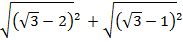 √(√3 − 2)² + √(√3 − 1)²